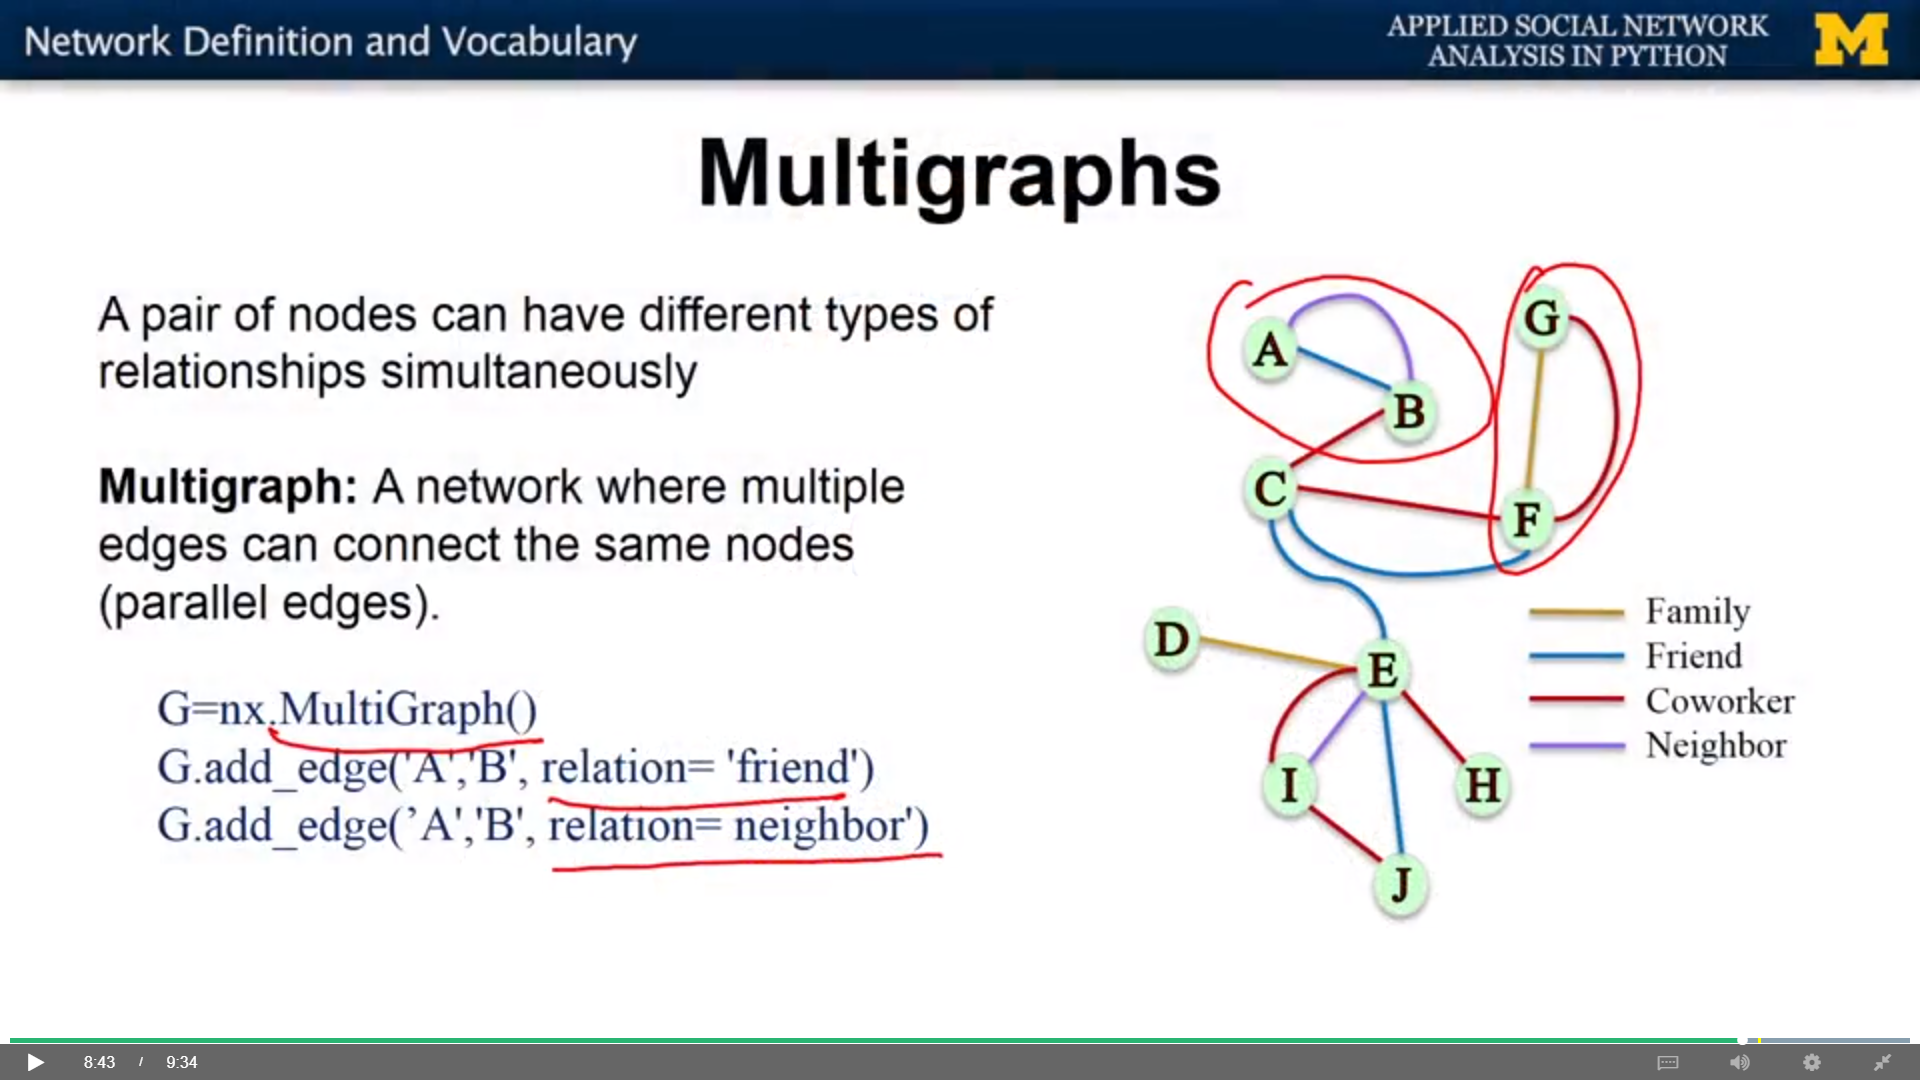 Network Definition and Vocabulary
APPLIED SOCIAL NETWORK
ANALYSIS IN PYTHON
M
Multigraphs
A pair of nodes can have different types of
relationships simultaneously
Multigraph: A network where multiple
edges can connect the same nodes
(parallel edges).
G=nx.MultiGraph()
G.add_edge('A','B', relation= 'friend')
G.add_edge(’A','B', relation= neighbor')
A
B
G
C
F
D
E
I
H
J
Family
Friend
Coworker
Neighbor
8:43 / 9:34